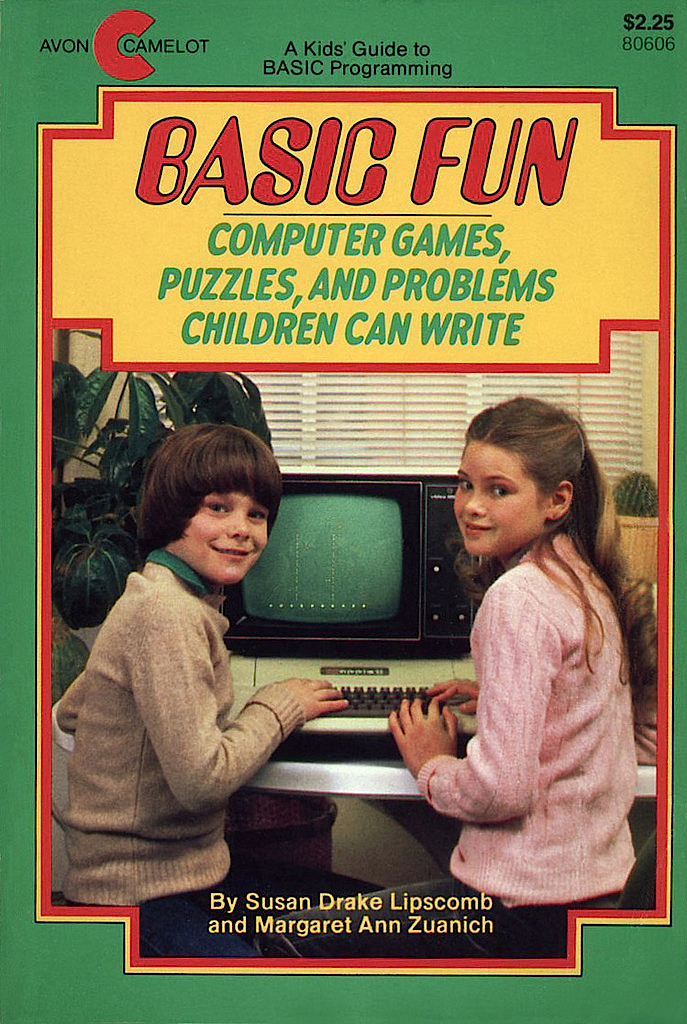 AVON CAMELOT
A Kids' Guide to
BASIC Programming
$2.25
80606
BASIC FUN
COMPUTER GAMES,
PUZZLES, AND PROBLEMS
CHILDREN CAN WRITE
By Susan Drake Lipscomb
and Margaret Ann Zuanich